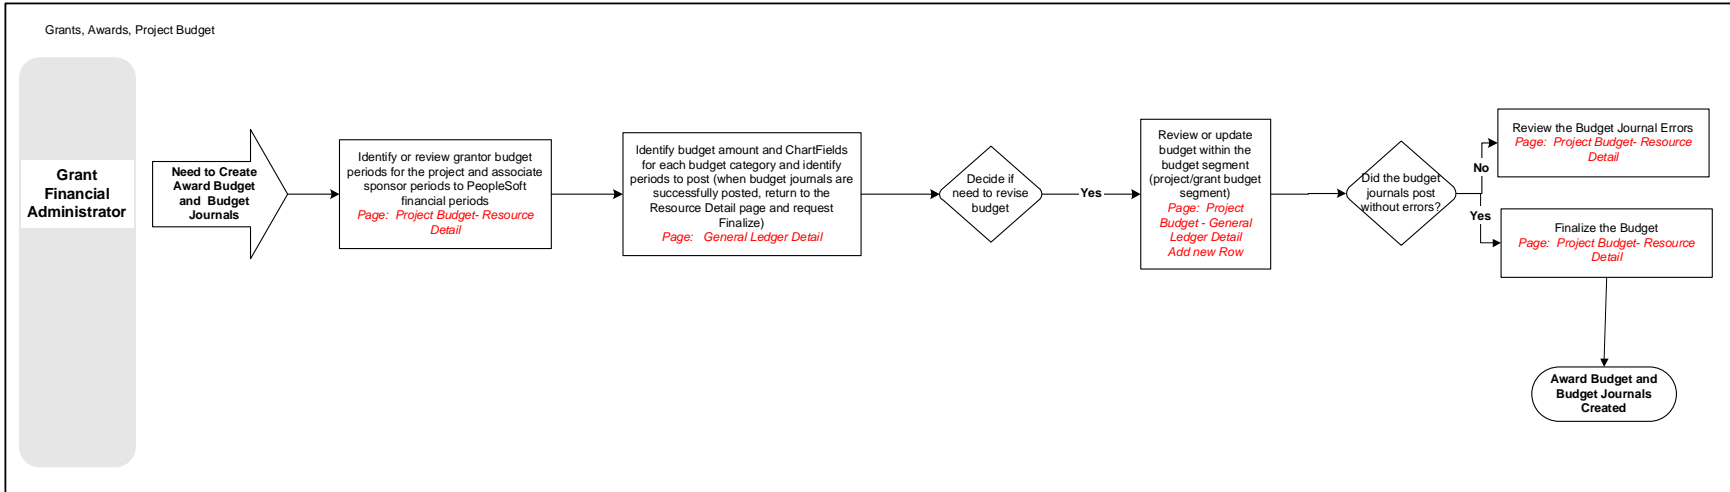 Grants, Awards, Project Budget
Grant
Financial
Administrator
Need to Create
Award Budget
and Budget
Journals
Identify or review grantor budget
periods for the project and associate
sponsor periods to PeopleSoft
financial periods
Page: Project Budget- Resource
Detail
Identify budget amount and ChartFields
for each budget category and identify
periods to post (when budget journals are
successfully posted, return to the
Resource Detail page and request
Finalize)
Page: General Ledger Detail
Decide if
need to revise
budget
Yes
Review or update
budget within the
budget segment
(project/grant budget
segment)
Page: Project
Budget - General
Ledger Detail
Add new Row
Did the budget
journals post
without errors?
No
Review the Budget Journal Errors
Page: Project Budget- Resource
Detail
Yes
Finalize the Budget
Page: Project Budget- Resource
Detail
Award Budget and
Budget Journals
Created